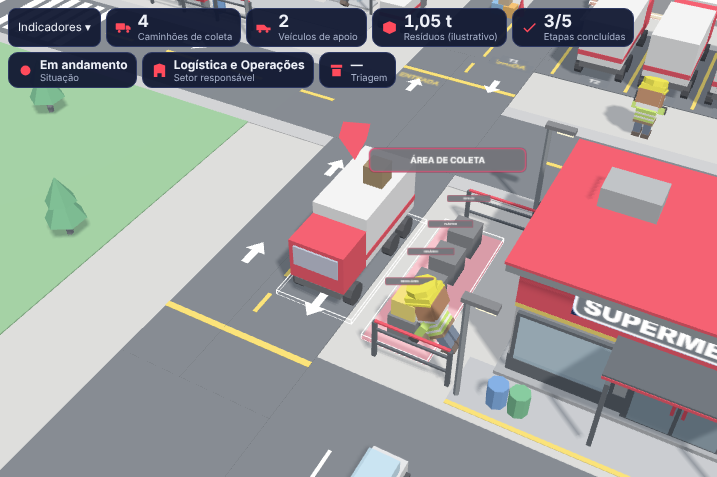 Indicadores ▾
4
Caminhões de coleta
2
Veículos de apoio
1,05 t
Resíduos (ilustrativo)
3/5
Etapas concluídas
Em andamento
Situação
Logística e Operações
Setor responsável
—
Triagem
ENTRADA
ÁREA DE COLETA
SUPERME